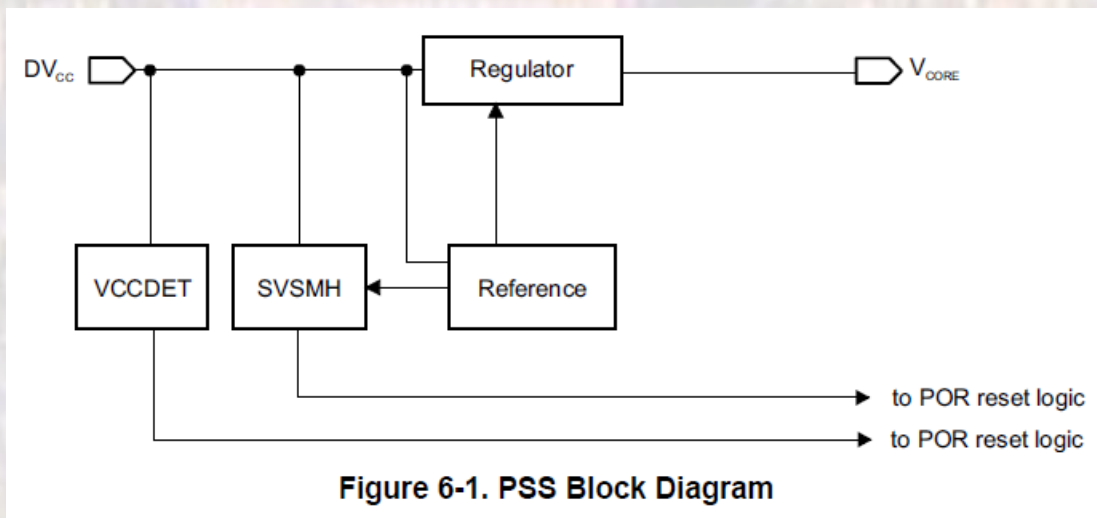 DVcc
Regulator
VCORE
VCCDET
SVSMH
Reference
to POR reset logic
to POR reset logic
Figure 6-1. PSS Block Diagram